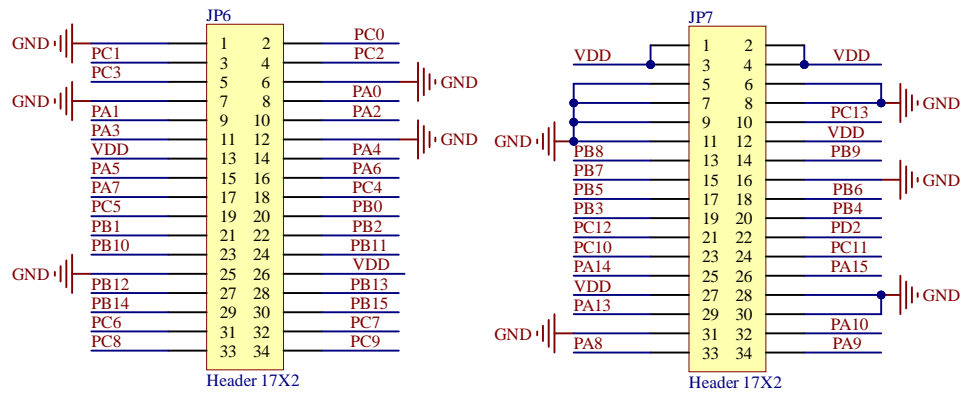 JP6
GND 1 2 PC0
PC1 3 4 PC2
PC3 5 6 GND
GND 7 8 PA0
PA1 9 10 PA2
PA3 11 12 GND
VDD 13 14 PA4
PA5 15 16 PA6
PA7 17 18 PC4
PC5 19 20 PB0
PB1 21 22 PB2
PB10 23 24 PB11
GND 25 26 VDD
PB12 27 28 PB13
PB14 29 30 PB15
PC6 31 32 PC7
PC8 33 34 PC9
Header 17X2
JP7
1 2
VDD 3 4 VDD
5 6
7 8 GND
9 10 PC13
GND 11 12 VDD
PB8 13 14 PB9
PB7 15 16 GND
PB5 17 18 PB6
PB3 19 20 PB4
PC12 21 22 PD2
PC10 23 24 PC11
PA14 25 26 PA15
VDD 27 28 GND
PA13 29 30
GND 31 32 PA10
PA8 33 34 PA9
Header 17X2